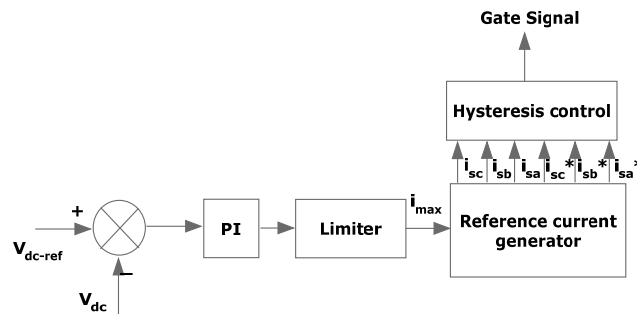 Gate Signal
Hysteresis control
isc isb isa isc* isb* isa*
imax
+
PI
Limiter
Reference current
generator
Vdc-ref
−
Vdc